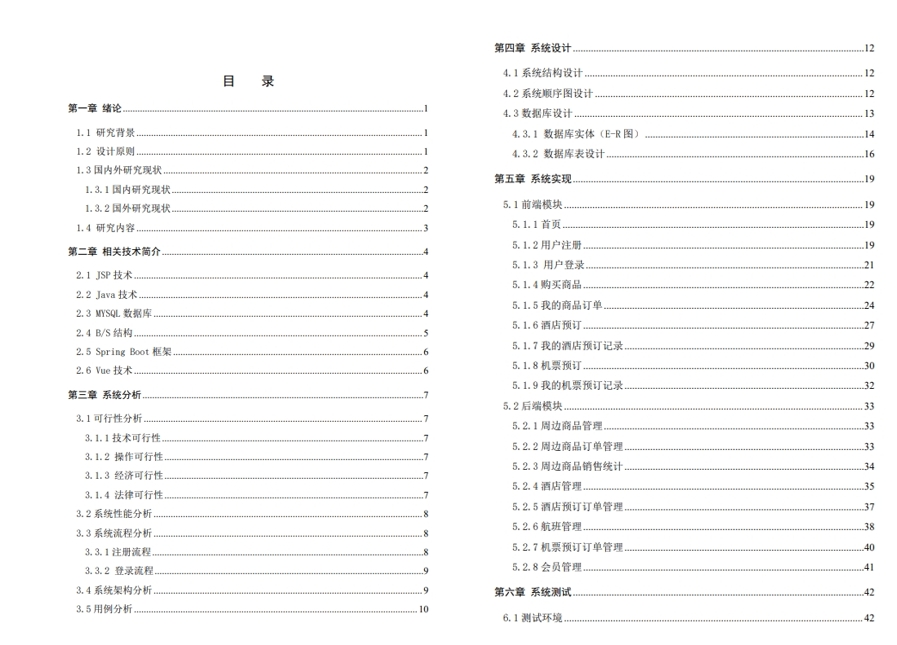 目 录
第一章 绪论 1
1.1 研究背景 1
1.2 设计原则 1
1.3国内外研究现状 2
1.3.1国内研究现状 2
1.3.2国外研究现状 2
1.4 研究内容 3
第二章 相关技术简介 4
2.1 JSP技术 4
2.2 Java技术 4
2.3 MYSQL数据库 4
2.4 B/S结构 5
2.5 Spring Boot框架 6
2.6 Vue技术 6
第三章 系统分析 7
3.1可行性分析 7
3.1.1技术可行性 7
3.1.2 操作可行性 7
3.1.3 经济可行性 7
3.1.4 法律可行性 7
3.2系统性能分析 8
3.3系统流程分析 8
3.3.1注册流程 8
3.3.2 登录流程 9
3.4系统架构分析 9
3.5用例分析 10
第四章 系统设计 12
4.1系统结构设计 12
4.2系统顺序图设计 12
4.3数据库设计 13
4.3.1 数据库实体（E-R图） 14
4.3.2 数据库表设计 16
第五章 系统实现 19
5.1前端模块 19
5.1.1首页 19
5.1.2用户注册 19
5.1.3 用户登录 21
5.1.4购买商品 22
5.1.5我的商品订单 24
5.1.6酒店预订 27
5.1.7我的酒店预订记录 29
5.1.8机票预订 30
5.1.9我的机票预订记录 32
5.2后端模块 33
5.2.1周边商品管理 33
5.2.2周边商品订单管理 33
5.2.3周边商品销售统计 34
5.2.4酒店管理 35
5.2.5酒店预订订单管理 37
5.2.6航班管理 38
5.2.7机票预订订单管理 40
5.2.8会员管理 41
第六章 系统测试 42
6.1测试环境 42